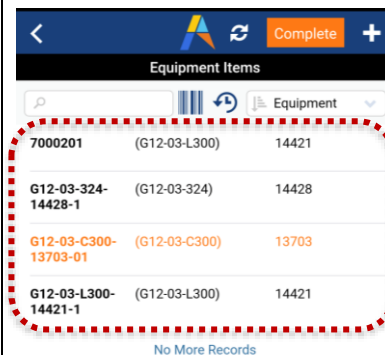 Complete
Equipment Items
Equipment
7000201 (G12-03-L300) 14421
G12-03-324- (G12-03-324) 14428
14428-1
G12-03-C300- (G12-03-C300) 13703
13703-01
G12-03-L300- (G12-03-L300) 14421
14421-1
No More Records